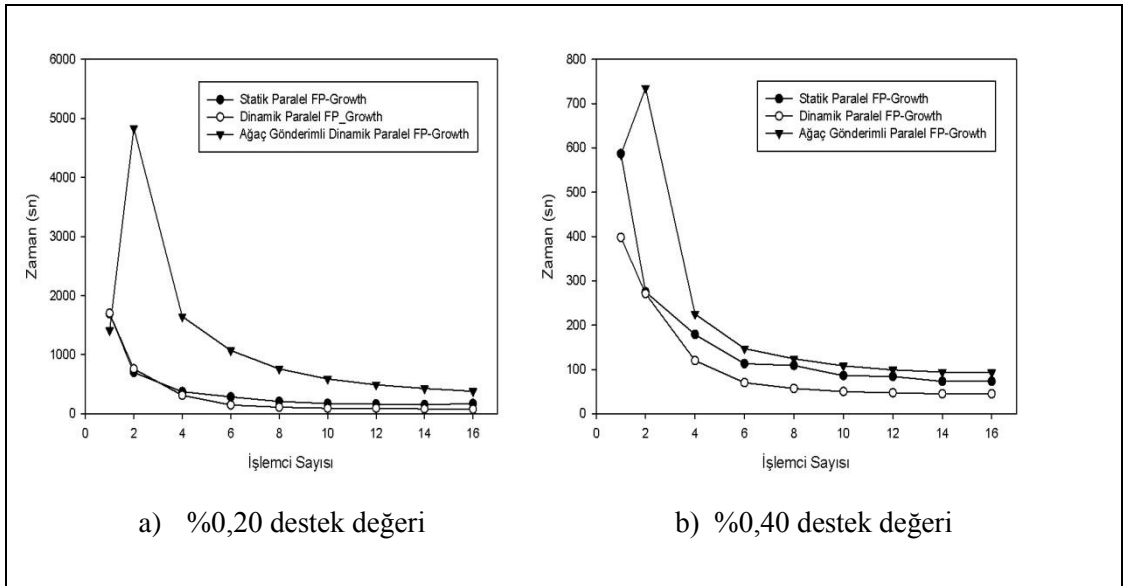 6000
5000
4000
3000
2000
1000
0
Zaman (sn)
Statik Paralel FP-Growth
Dinamik Paralel FP_Growth
Ağaç Gönderimli Dinamik Paralel FP-Growth
0 2 4 6 8 10 12 14 16
İşlemci Sayısı
a) %0,20 destek değeri
800
700
600
500
400
300
200
100
0
Zaman (sn)
Statik Paralel FP-Growth
Dinamik Paralel FP-Growth
Ağaç Gönderimli Paralel FP-Growth
0 2 4 6 8 10 12 14 16
İşlemci Sayısı
b) %0,40 destek değeri